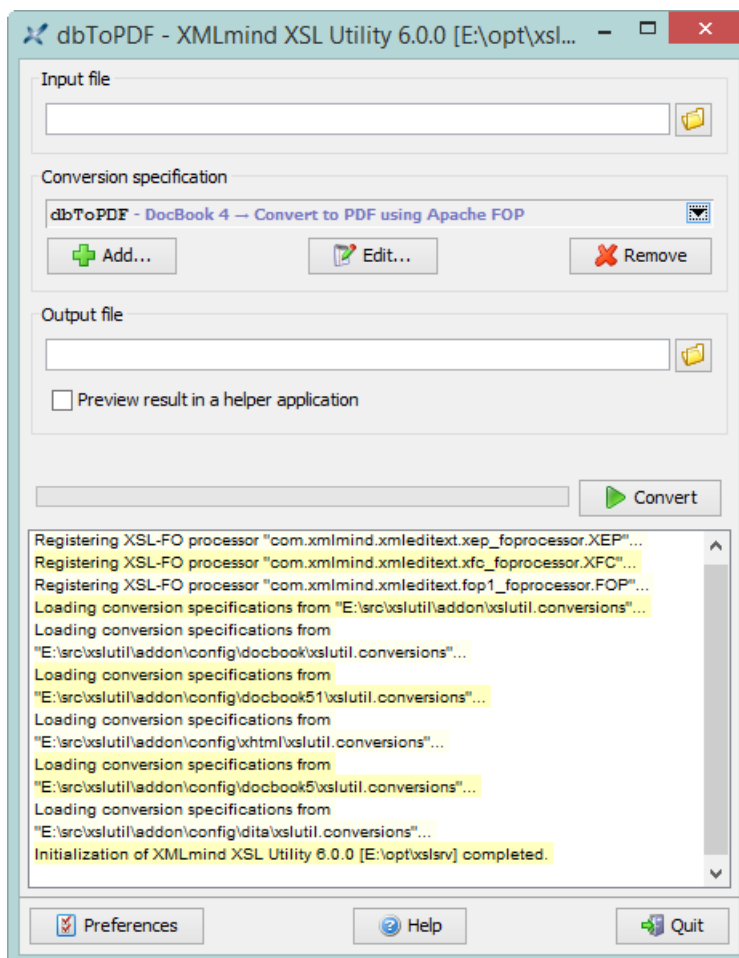 dbToPDF - XMLmind XSL Utility 6.0.0 [E:\opt\xsl...
Input file
Conversion specification
dbToPDF - DocBook 4 → Convert to PDF using Apache FOP
Add...
Edit...
Remove
Output file
Preview result in a helper application
Convert
Registering XSL-FO processor "com.xmlmind.xmleditext.xep_foprocessor.XEP"...
Registering XSL-FO processor "com.xmlmind.xmleditext.xfc_foprocessor.XFC"...
Registering XSL-FO processor "com.xmlmind.xmleditext.fop1_foprocessor.FOP"...
Loading conversion specifications from "E:\src\xslutil\addon\xslutil.conversions"...
Loading conversion specifications from
"E:\src\xslutil\addon\config\docbook\xslutil.conversions"...
Loading conversion specifications from
"E:\src\xslutil\addon\config\docbook51\xslutil.conversions"...
Loading conversion specifications from
"E:\src\xslutil\addon\config\xhtml\xslutil.conversions"...
Loading conversion specifications from
"E:\src\xslutil\addon\config\docbook5\xslutil.conversions"...
Loading conversion specifications from
"E:\src\xslutil\addon\config\dita\xslutil.conversions"...
Initialization of XMLmind XSL Utility 6.0.0 [E:\opt\xslsrv] completed.
Preferences
Help
Quit